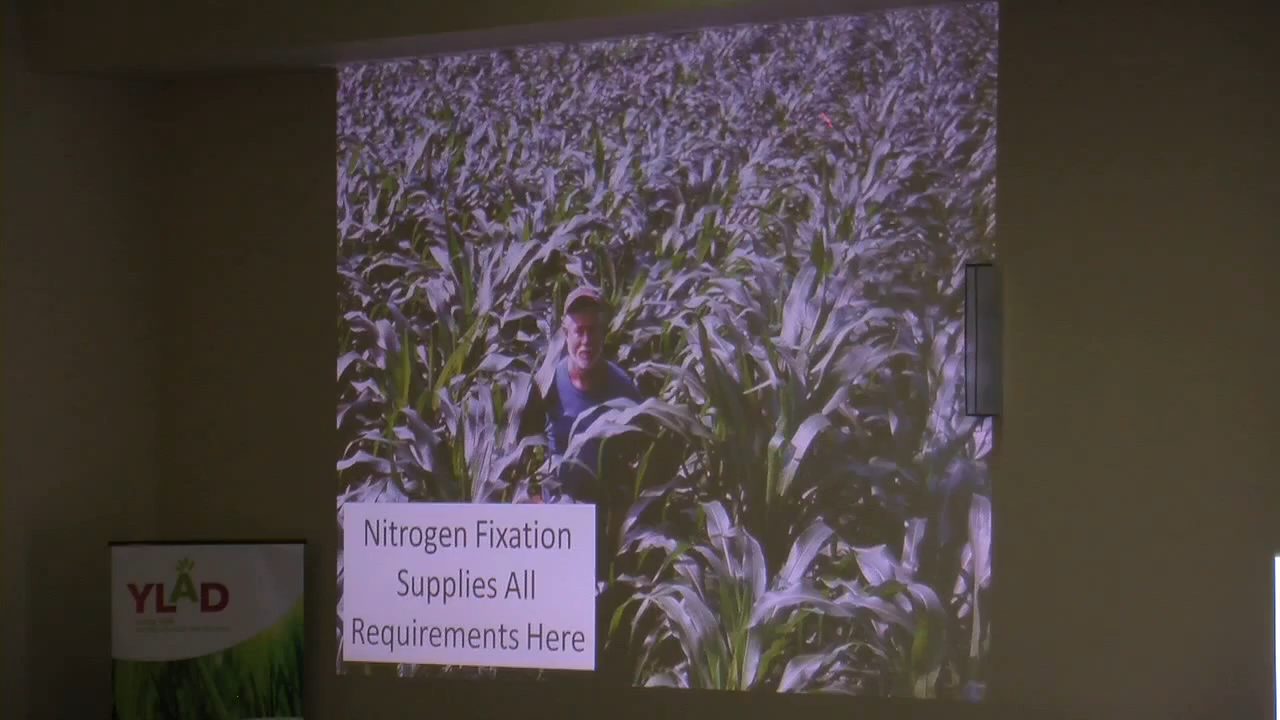 Nitrogen Fixation
Supplies All
Requirements Here
YLAD